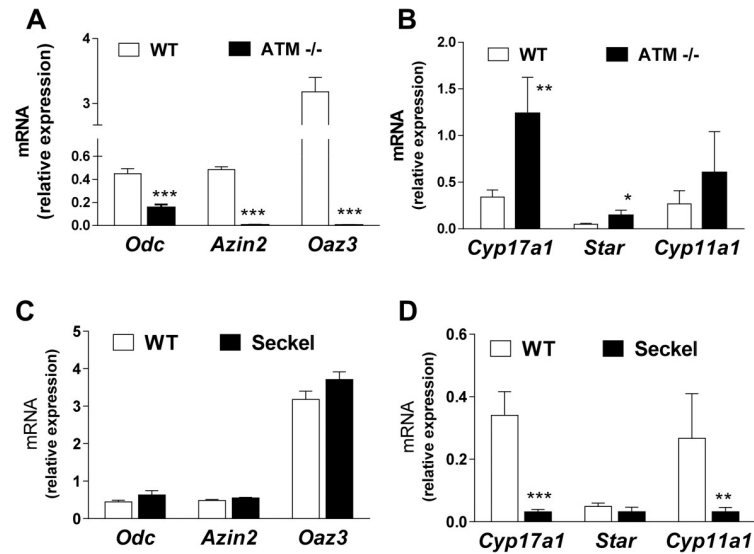 A
WT
ATM -/-
mRNA
(relative expression)
4
3
0.6
0.4
0.2
0.0
***
***
***
Odc
Azin2
Oaz3
B
WT
ATM -/-
mRNA
(relative expression)
2.0
1.5
1.0
0.5
0.0
**
*
Cyp17a1
Star
Cyp11a1
C
WT
Seckel
mRNA
(relative expression)
5
4
3
2
1
0
Odc
Azin2
Oaz3
D
WT
Seckel
mRNA
(relative expression)
0.6
0.4
0.2
0.0
***
**
Cyp17a1
Star
Cyp11a1